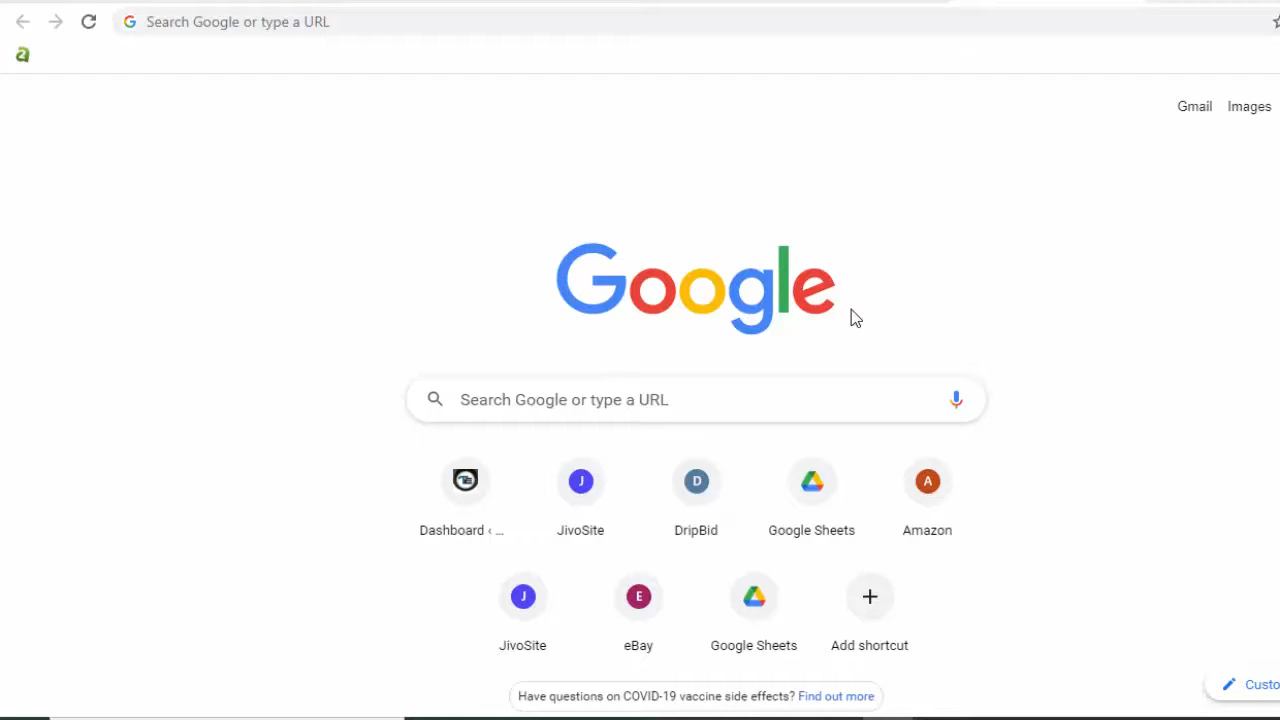 Search Google or type a URL
Gmail Images
Google
Search Google or type a URL
Dashboard ‹ ... JivoSite DripBid Google Sheets Amazon
JivoSite eBay Google Sheets Add shortcut
Have questions on COVID-19 vaccine side effects? Find out more
Custo